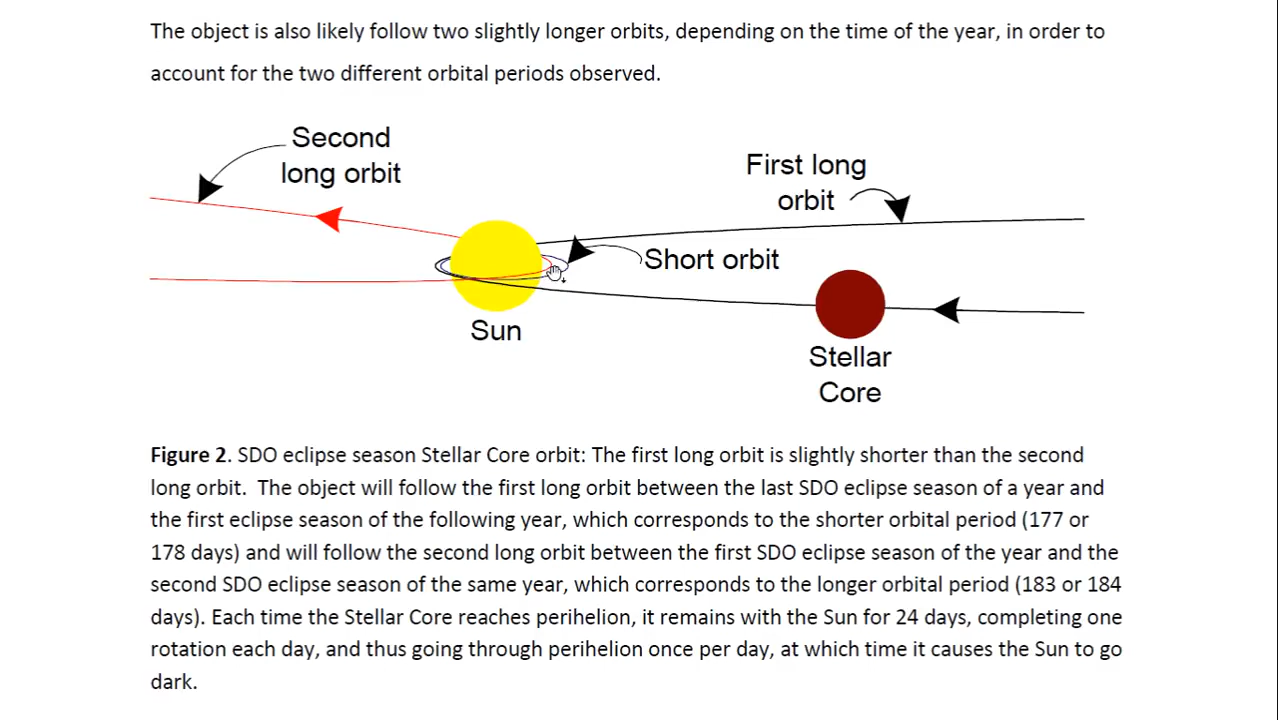 The object is also likely follow two slightly longer orbits, depending on the time of the year, in order to
account for the two different orbital periods observed.
Second
long orbit
First long
orbit
Short orbit
Sun
Stellar
Core
Figure 2. SDO eclipse season Stellar Core orbit: The first long orbit is slightly shorter than the second
long orbit.  The object will follow the first long orbit between the last SDO eclipse season of a year and
the first eclipse season of the following year, which corresponds to the shorter orbital period (177 or
178 days) and will follow the second long orbit between the first SDO eclipse season of the year and the
second SDO eclipse season of the same year, which corresponds to the longer orbital period (183 or 184
days). Each time the Stellar Core reaches perihelion, it remains with the Sun for 24 days, completing one
rotation each day, and thus going through perihelion once per day, at which time it causes the Sun to go
dark.